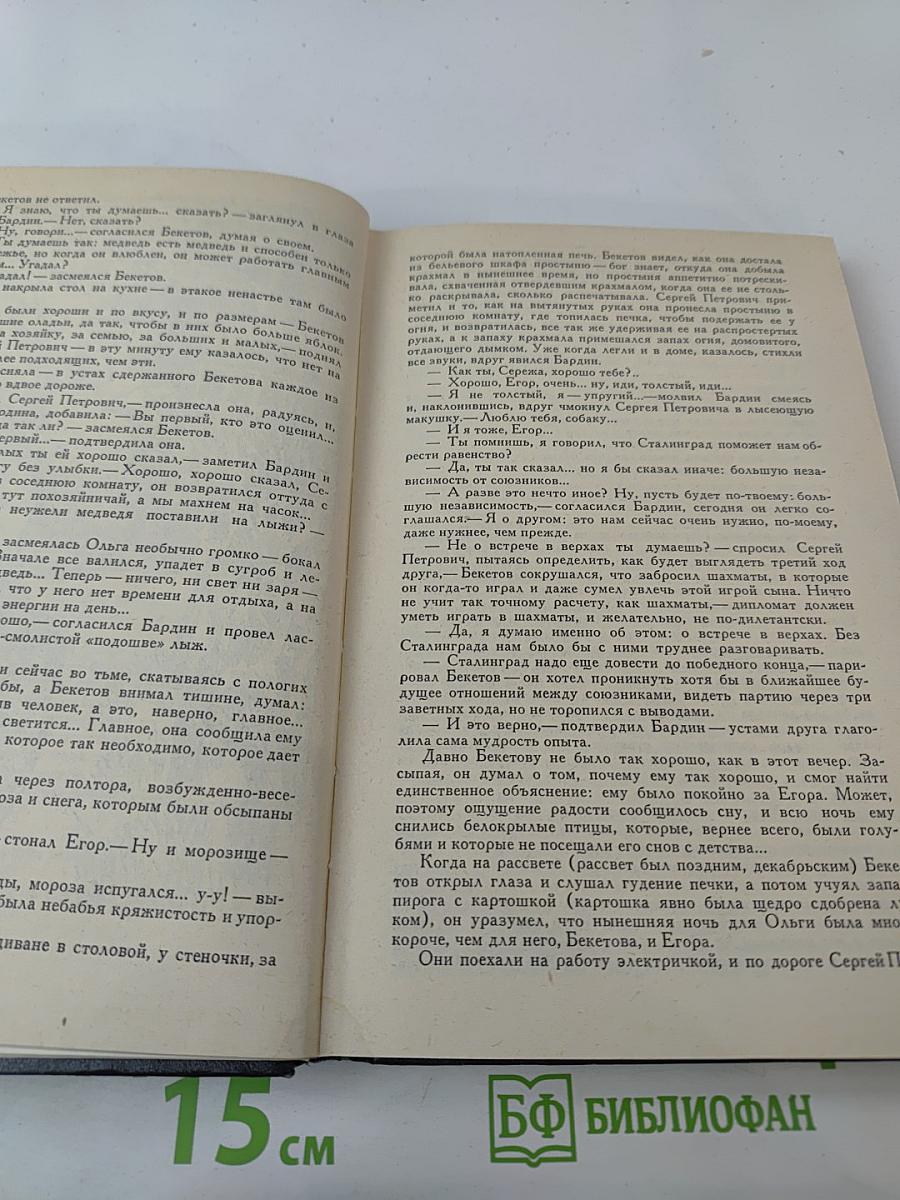 кетов не ответил.
Я знаю, что ты думаешь... сказать? — заглянул в глаза
Бардин.— Нет, сказать?
Ну, говори...— согласился Бекетов, думая о своем.
Ты думаешь так: медведь есть медведь и способен только
но когда он влюблен, он может работать главным
м... Угадал?
— засмеялся Бекетов.
накрыла стол на кухне — в этакое ненастье там было
были хороши и по вкусу, и по размерам — Бекетов
оладьи, да так, чтобы в них было больше яблок.
а хозяйку, за семью, за больших и малых,— поднял
Петрович — в эту минуту ему казалось, что нет на
лее подходящих, чем эти.
сияла — в устах сдержанного Бекетова каждое из
о вдвое дороже.
Сергей Петрович,— произнесла она, радуясь, и,
добавила: — Вы первый, кто это оценил...
да так ли? — засмеялся Бекетов.
ервый...— подтвердила она.
лых ты ей хорошо сказал,— заметил Бардин и
гу без улыбки.— Хорошо, хорошо сказал, Се-
в соседнюю комнату, он возвратился оттуда с
тут похозяйничай, а мы махнем на часок...
неужели медведя поставили на лыжи? —
засмеялась Ольга необычно громко — бокал
Вначале все валился, упадет в сугроб и ле-
ведь... Теперь — ничего, ни свет ни заря —
что у него нет времени для отдыха, а на
энергии на день...
ошо,— согласился Бардин и провел лас-
-смолистой «подошве» лыж.
и сейчас во тьме, скатываясь с пологих
бы, а Бекетов внимал тишине, думал:
ив человек, а это, наверно, главное...
светится... Главное, она сообщила ему
которое так необходимо, которое дает
а через полтора, возбужденно-весе-
оза и снега, которым были обсыпаны
стонал Егор.— Ну и морозище —
ды, мороза испугался... у-у! — вы-
была небабья кряжистость и упор-
диване в столовой, у стеночки, за
которой была натопленная печь. Бекетов видел, как она достала
из бельевого шкафа простыню — бог знает, откуда она добыла
крахмал в нынешнее время, но простыня аппетитно потрески-
вала, схваченная отвердевшим крахмалом, когда она ее не столь-
ко раскрывала, сколько распечатывала. Сергей Петрович при-
метил и то, как на вытянутых руках она пронесла простыню в
соседнюю комнату, где топилась печка, чтобы подержать ее у
огня, и возвратилась, все так же удерживая ее на распростертых
руках, а к запаху крахмала примешался запах огня, домовитого,
отдающего дымком. Уже когда легли и в доме, казалось, стихли
все звуки, вдруг явился Бардин.
— Как ты, Сережа, хорошо тебе?..
— Хорошо, Егор, очень... ну, иди, толстый, иди...
— Я не толстый, я — упругий...— молвил Бардин смеясь
и, наклонившись, вдруг чмокнул Сергея Петровича в лысеющую
макушку.— Люблю тебя, собаку...
— И я тоже, Егор...
— Ты помнишь, я говорил, что Сталинград поможет нам об-
рести равенство?
— Да, ты так сказал... но я бы сказал иначе: большую неза-
висимость от союзников...
— А разве это нечто иное? Ну, пусть будет по-твоему: боль-
шую независимость,— согласился Бардин, сегодня он легко со-
глашался.— Я о другом: это нам сейчас очень нужно, по-моему,
даже нужнее, чем прежде.
— Не о встрече в верхах ты думаешь? — спросил Сергей
Петрович, пытаясь определить, как будет выглядеть третий ход
друга,— Бекетов сокрушался, что забросил шахматы, в которые
он когда-то играл и даже сумел увлечь этой игрой сына. Ничто
не учит так точному расчету, как шахматы,— дипломат должен
уметь играть в шахматы, и желательно, не по-дилетантски.
— Да, я думаю именно об этом: о встрече в верхах. Без
Сталинграда нам было бы с ними труднее разговаривать.
— Сталинград надо еще довести до победного конца,— пари-
ровал Бекетов — он хотел проникнуть хотя бы в ближайшее бу-
дущее отношений между союзниками, видеть партию через три
заветных хода, но не торопился с выводами.
— И это верно,— подтвердил Бардин — устами друга глаго-
лила сама мудрость опыта.
Давно Бекетову не было так хорошо, как в этот вечер. За-
сыпая, он думал о том, почему ему так хорошо, и смог найти
единственное объяснение: ему было покойно за Егора. Может,
поэтому ощущение радости сообщилось сну, и всю ночь ему
снились белокрылые птицы, которые, вернее всего, были голу-
бями и которые не посещали его снов с детства...
Когда на рассвете (рассвет был поздним, декабрьским) Беке
тов открыл глаза и слушал гудение печки, а потом учуял запа
пирога с картошкой (картошка явно была щедро сдобрена л
ком), он уразумел, что нынешняя ночь для Ольги была мно
короче, чем для него, Бекетова, и Егора.
Они поехали на работу электричкой, и по дороге Сергей П
15 см
БФ БИБЛИОФАН